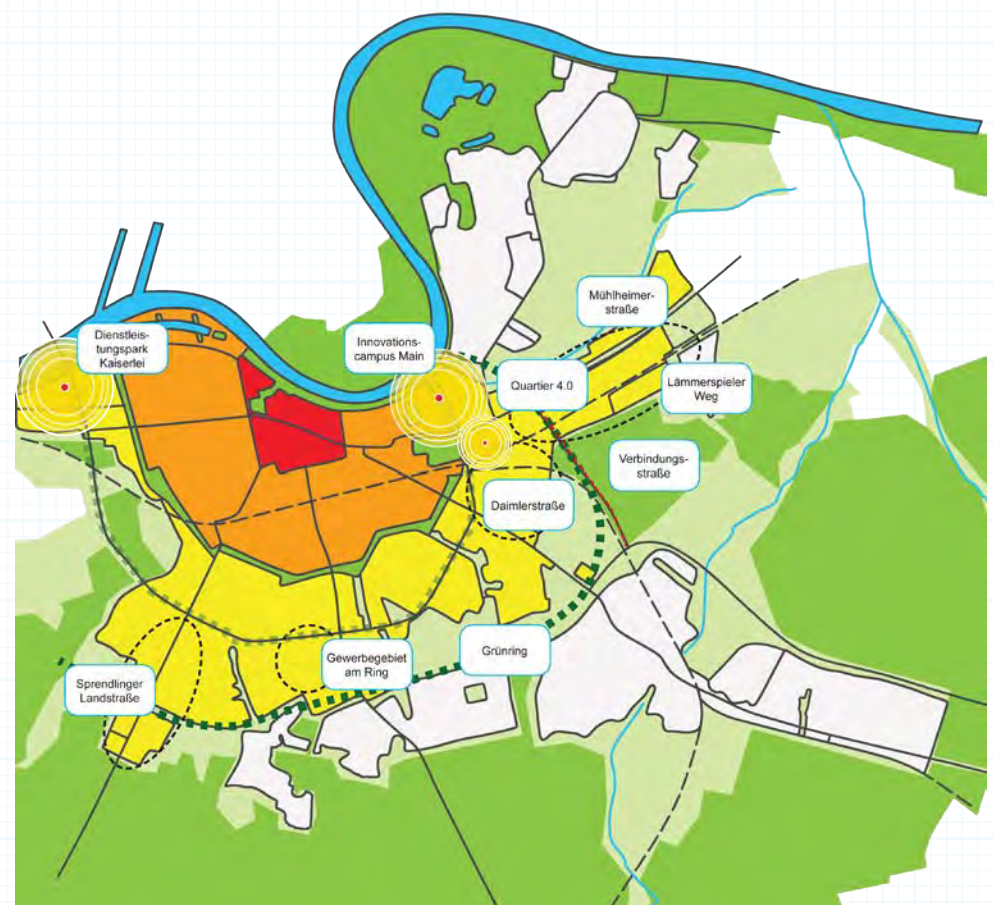 Mühlheimer-
straße
Dienstleis-
tungspark
Kaiserlei
Innovations-
campus Main
Quartier 4.0
Lämmerspieler
Weg
Verbindungs-
straße
Daimlerstraße
Grünring
Gewerbegebiet
am Ring
Sprendlinger
Landstraße